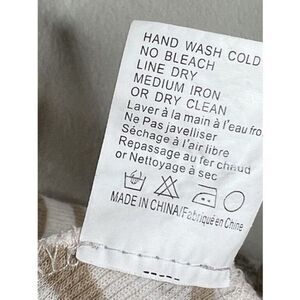 HAND WASH COLD
NO BLEACH
LINE DRY
MEDIUM IRON
OR DRY CLEAN
Laver à la main à l'eau fro
Ne Pas javelliser
Séchage à l'air libre
Repassage au fer chaud
or Nettoyage à sec
MADE IN CHINA/Fabriqué en Chine